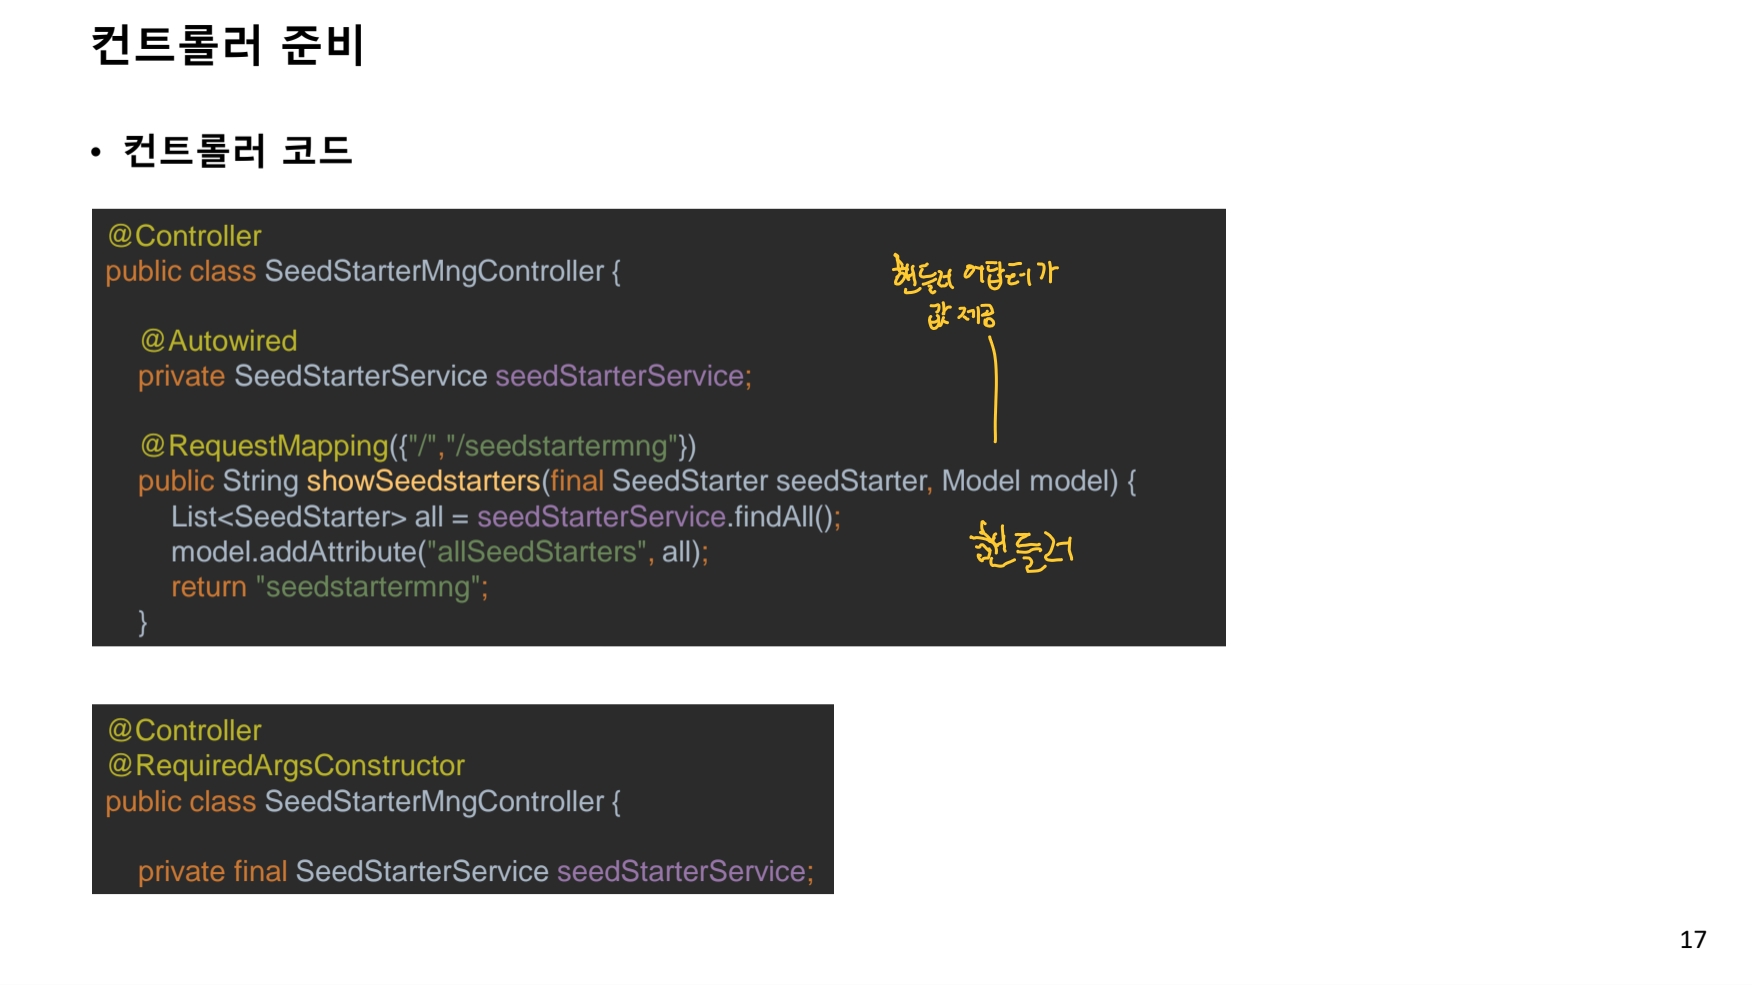 컨트롤러 준비
• 컨트롤러 코드
@Controller
public class SeedStarterMngController {
핸들러 어답터가
값 제공
@Autowired
private SeedStarterService seedStarterService;
@RequestMapping({"/","/seedstartermng"})
public String showSeedstarters(final SeedStarter seedStarter, Model model) {
List<SeedStarter> all = seedStarterService.findAll();
핸들러
model.addAttribute("allSeedStarters", all);
return "seedstartermng";
}
@Controller
@RequiredArgsConstructor
public class SeedStarterMngController {
private final SeedStarterService seedStarterService;
17